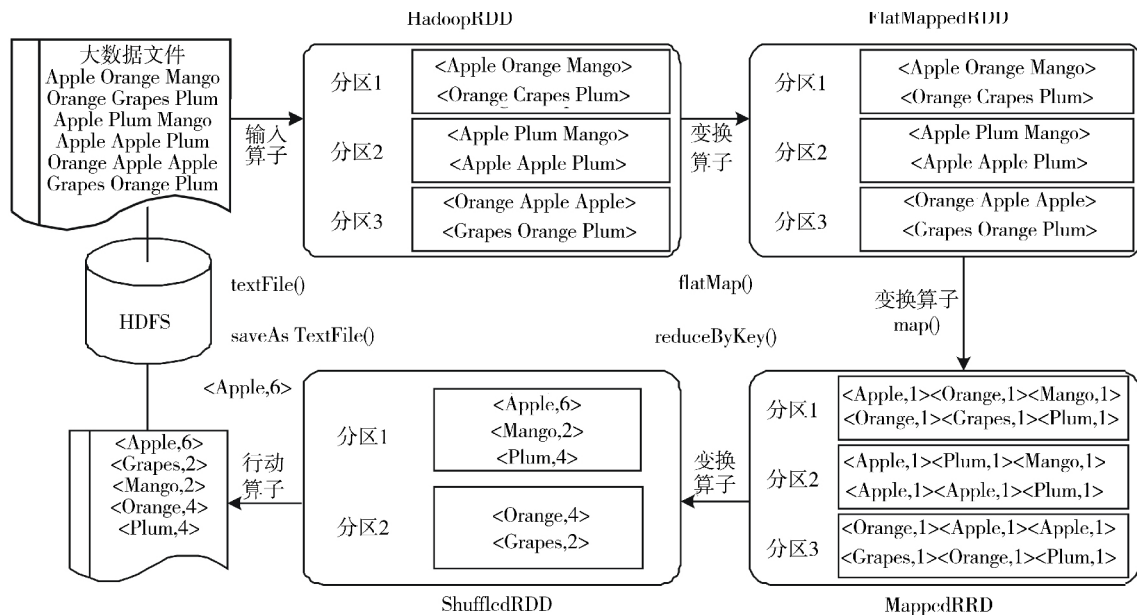 HadoopRDD
FlatMappedRDD
大数据文件
Apple Orange Mango
Orange Grapes Plum
Apple Plum Mango
Apple Apple Plum
Orange Apple Apple
Grapes Orange Plum
输入
算子
分区1
<Apple Orange Mango>
<Orange Crapes Plum>
分区2
<Apple Plum Mango>
<Apple Apple Plum>
分区3
<Orange Apple Apple>
<Grapes Orange Plum>
变换
算子
分区1
<Apple Orange Mango>
<Orange Crapes Plum>
分区2
<Apple Plum Mango>
<Apple Apple Plum>
分区3
<Orange Apple Apple>
<Grapes Orange Plum>
HDFS
textFile()
flatMap()
变换算子
map()
saveAs TextFile()
reduceByKey()
<Apple,6>
分区1
<Apple,1><Orange,1><Mango,1>
<Orange,1><Grapes,1><Plum,1>
分区2
<Apple,1><Plum,1><Mango,1>
<Apple,1><Apple,1><Plum,1>
分区3
<Orange,1><Apple,1><Apple,1>
<Grapes,1><Orange,1><Plum,1>
变换
算子
分区1
<Apple,6>
<Mango,2>
<Plum,4>
分区2
<Orange,4>
<Grapes,2>
行动
算子
<Apple,6>
<Grapes,2>
<Mango,2>
<Orange,4>
<Plum,4>
ShuffledRDD
MappedRRD